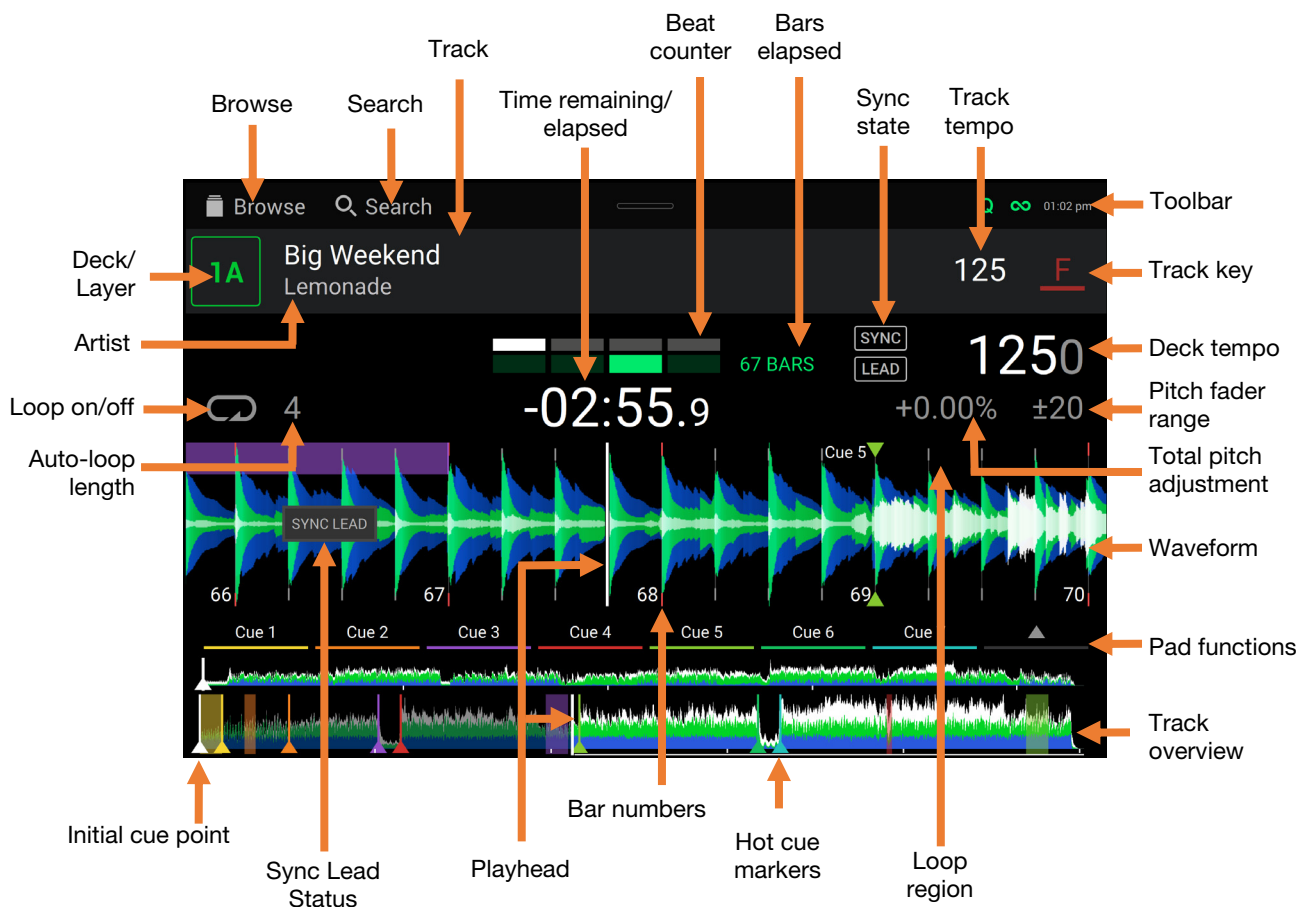 Beat
counter
Bars
elapsed
Track
Browse
Search
Time remaining/
elapsed
Sync
state
Track
tempo
Browse
Search
01:02 pm
Toolbar
Deck/
Layer
1A
Big Weekend
Lemonade
125
F
Track key
Artist
67 BARS
SYNC
LEAD
1250
Deck tempo
Loop on/off
4
-02:55.9
+0.00%
±20
Pitch fader
range
Auto-loop
length
Cue 5
Total pitch
adjustment
SYNC LEAD
Waveform
66
67
68
69
70
Cue 1
Cue 2
Cue 3
Cue 4
Cue 5
Cue 6
Cue
Pad functions
Track
overview
Initial cue point
Sync Lead
Status
Playhead
Bar numbers
Hot cue
markers
Loop
region